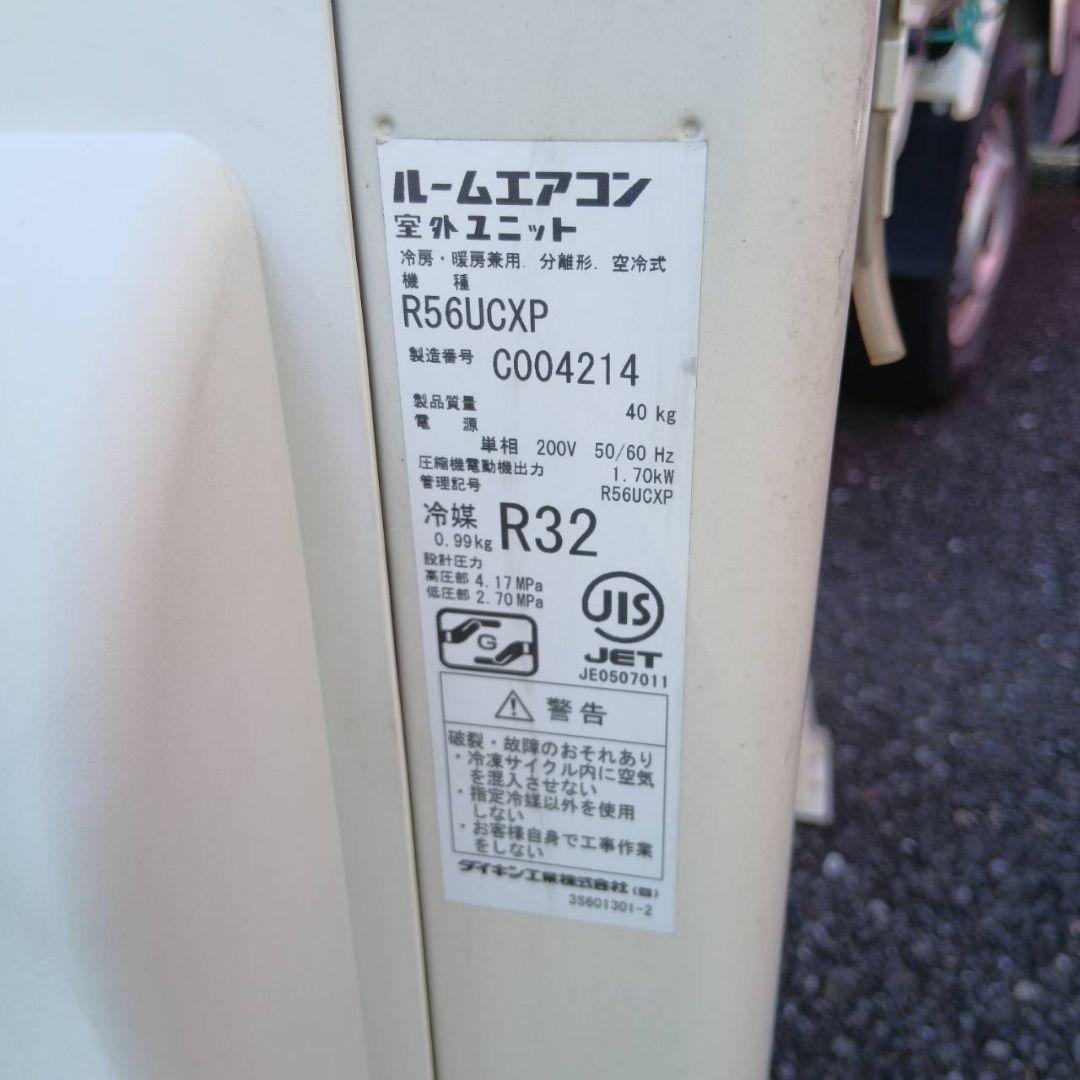 ルームエアコン
室外ユニット
冷房・暖房兼用. 分離形. 空冷式
機 種
R56UCXP
製造番号 C004214
製品質量 40 kg
電 源
単相 200V 50/60 Hz
圧縮機電動機出力 1.70kW
管理記号 R56UCXP
冷媒 R32
0.99kg
設計圧力
高圧部 4.17MPa
低圧部 2.70MPa
G
JIS
JET
JE0507011
警告
破裂・故障のおそれあり
・冷凍サイクル内に空気
を混入させない
・指定冷媒以外を使用
しない
・お客様自身で工事作業
をしない
ダイキン工業株式会社(音)
3S601301-2